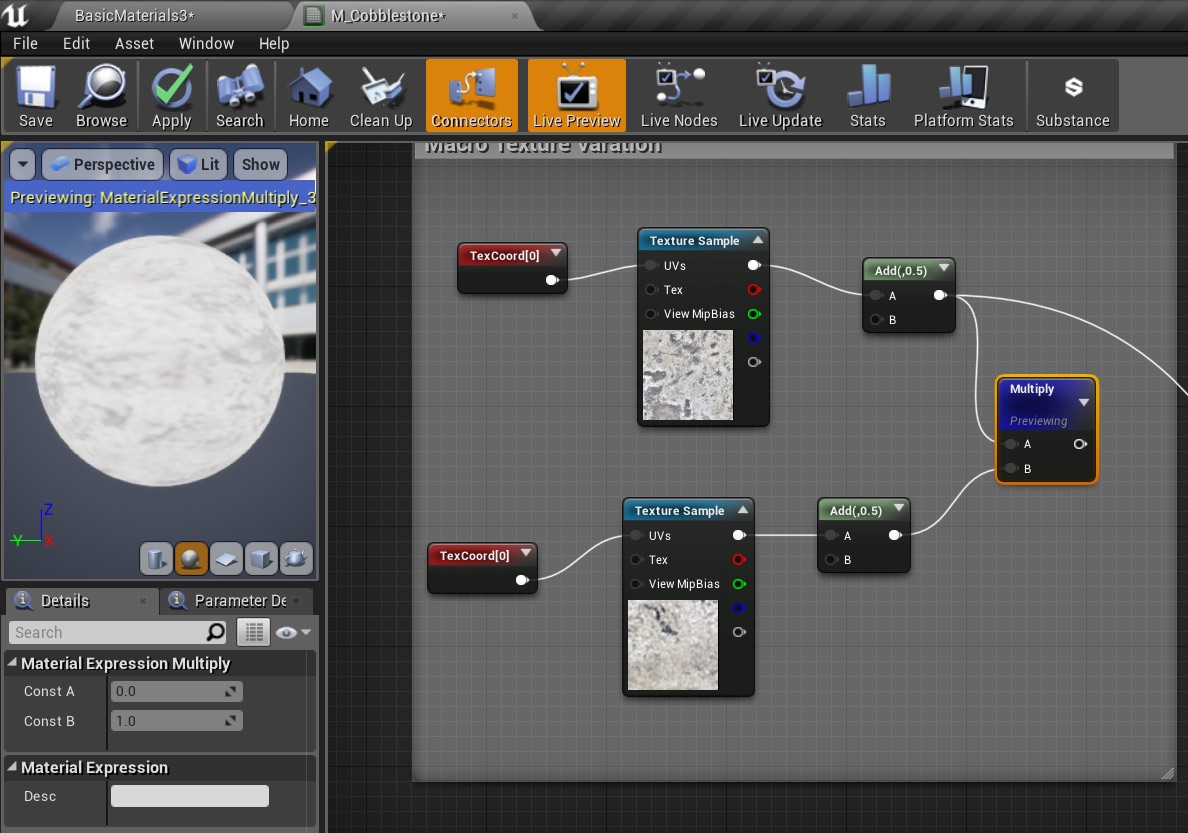 BasicMaterials3*
M_Cobblestone*
File Edit Asset Window Help
Save Browse Apply Search Home Clean Up Connectors Live Preview Live Nodes Live Update Stats Platform Stats Substance
Perspective Lit Show
Previewing: MaterialExpressionMultiply_3
Macro Texture Varation
TexCoord[0]
Texture Sample
UVs
Tex
View MipBias
Add(,0.5)
A
B
Multiply
Previewing
A
B
TexCoord[0]
Texture Sample
UVs
Tex
View MipBias
Add(,0.5)
A
B
Z
Y
X
Details
Parameter De
Search
Material Expression Multiply
Const A 0.0
Const B 1.0
Material Expression
Desc